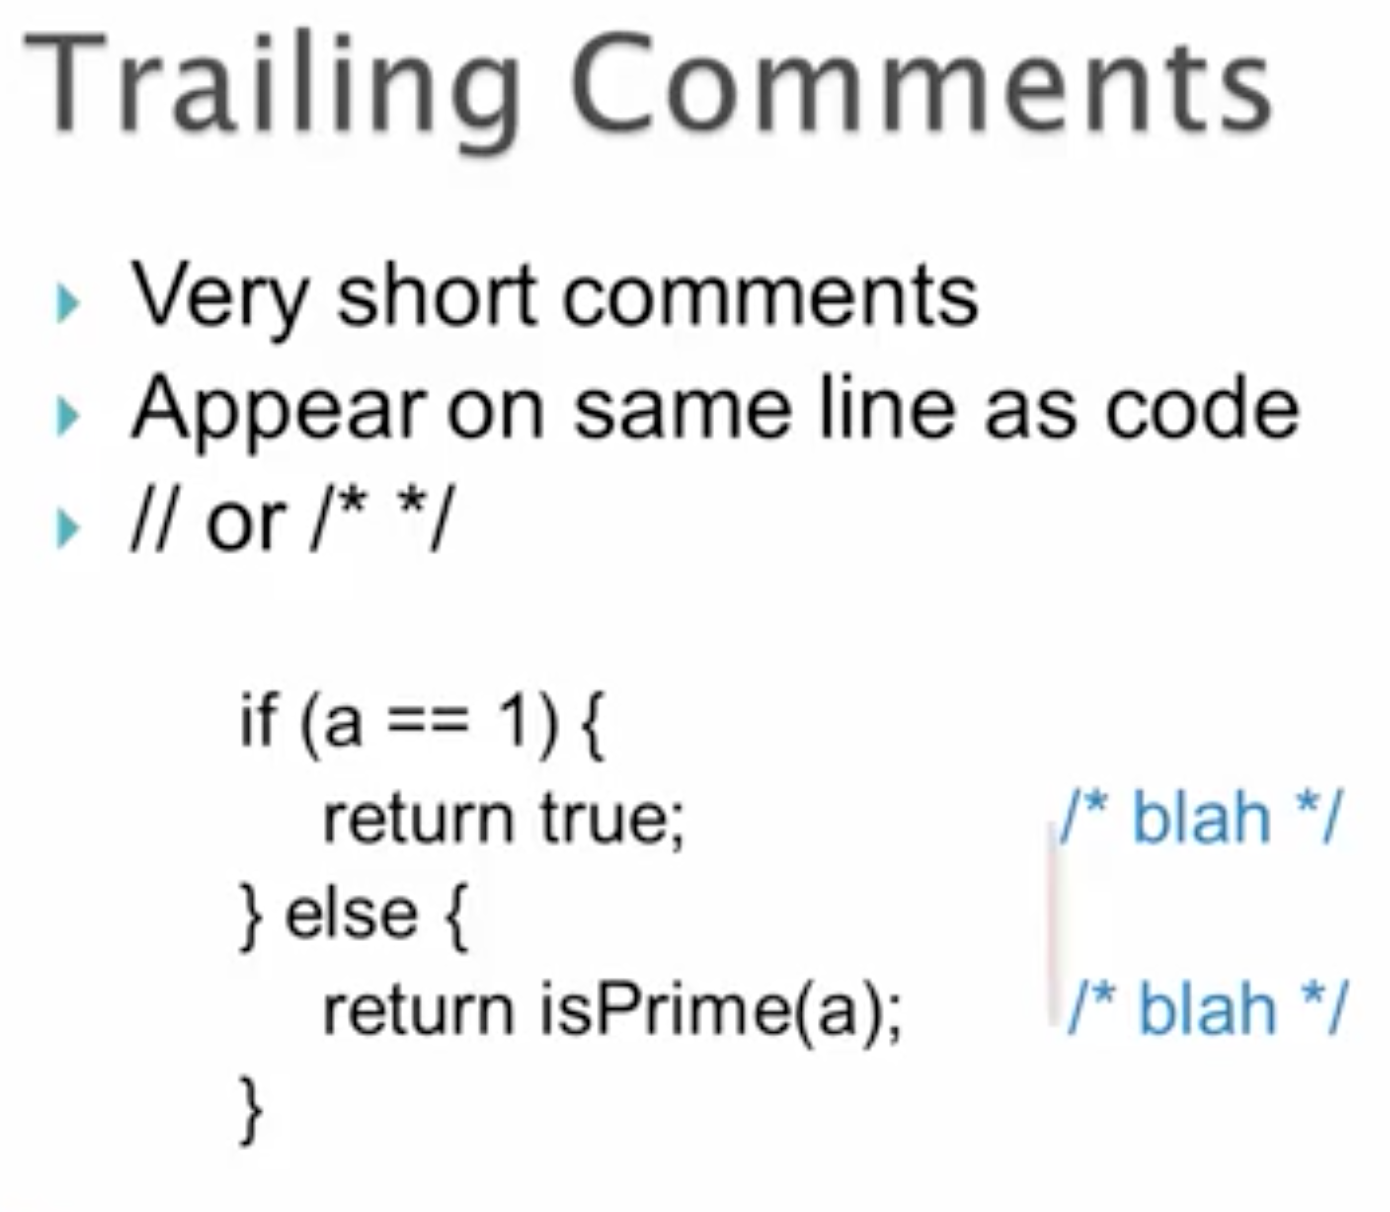 Trailing Comments
Very short comments
Appear on same line as code
// or /* */
if (a == 1) {
return true; /* blah */
} else {
return isPrime(a); /* blah */
}